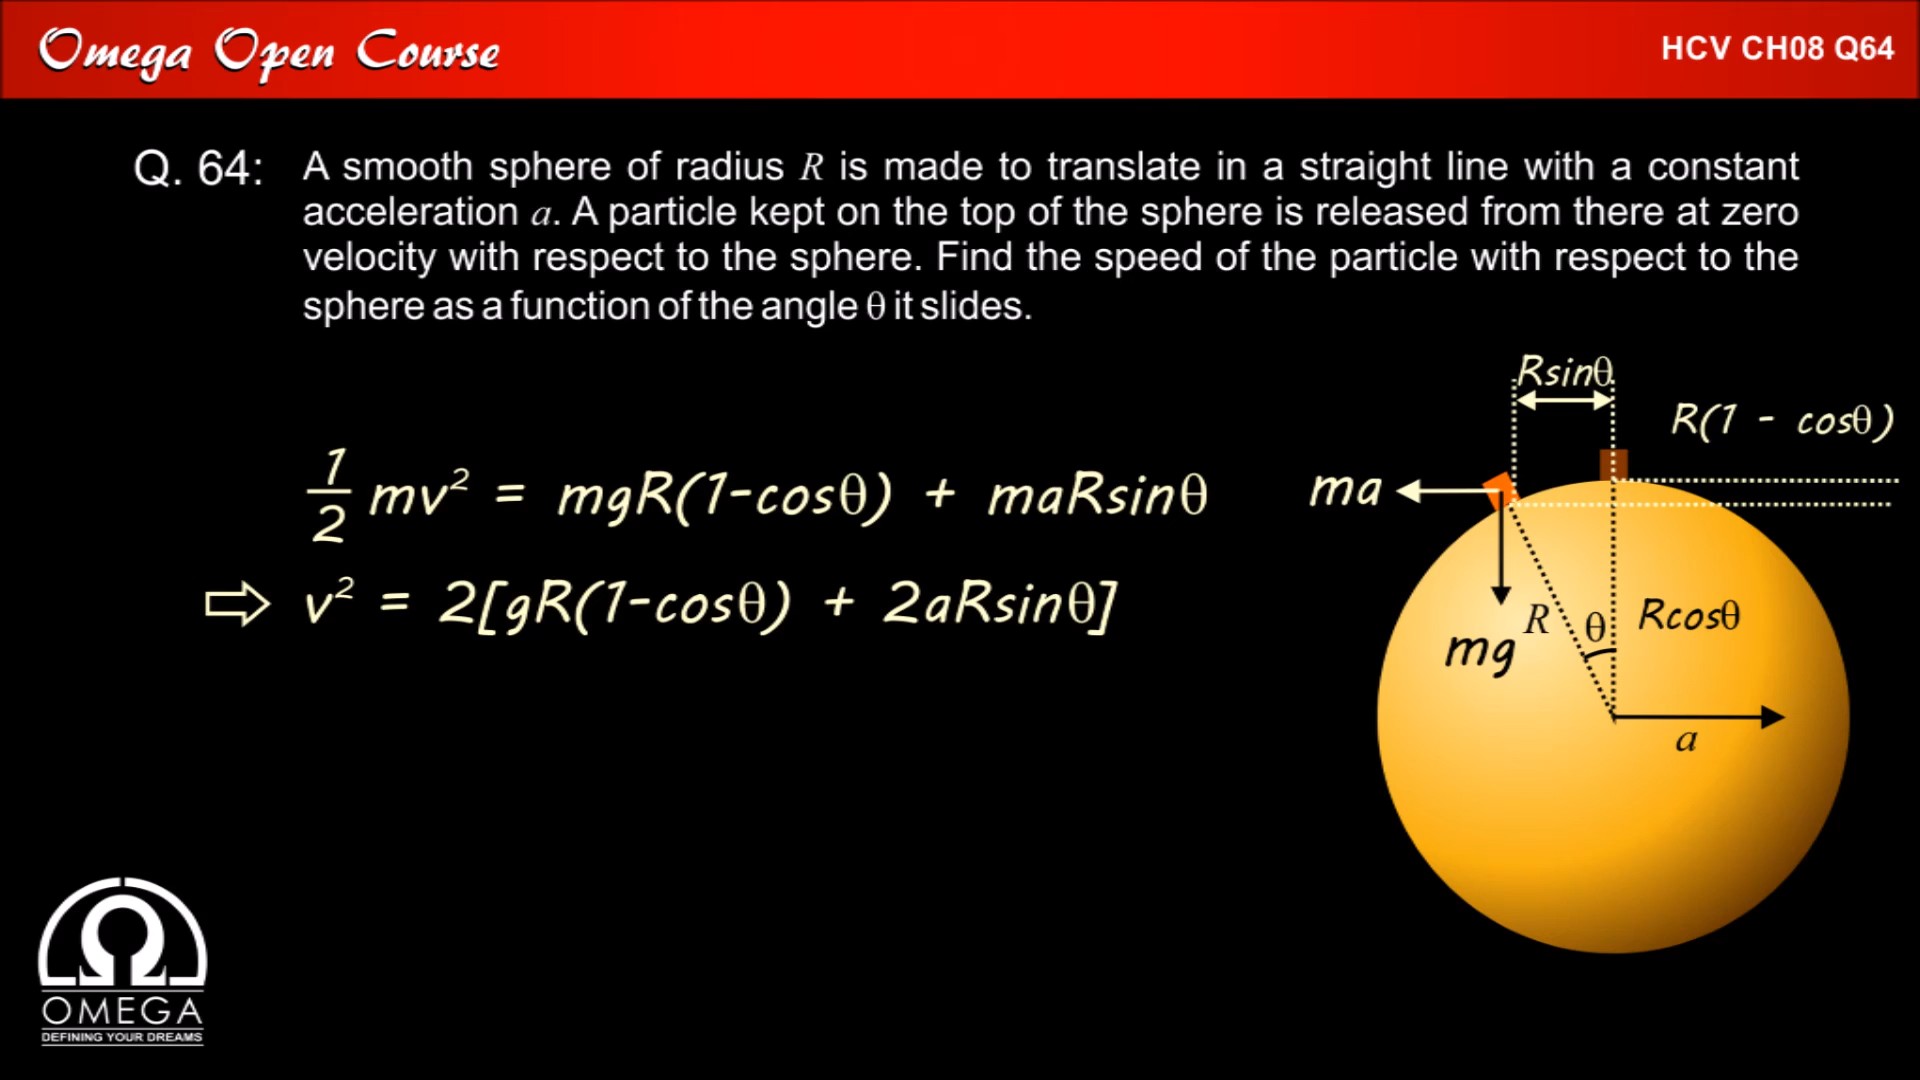 Omega Open Course
HCV CH08 Q64
Q. 64: A smooth sphere of radius R is made to translate in a straight line with a constant
acceleration a. A particle kept on the top of the sphere is released from there at zero
velocity with respect to the sphere. Find the speed of the particle with respect to the
sphere as a function of the angle θ it slides.
Rsinθ
R(1 - cosθ)
1/2 mv² = mgR(1-cosθ) + maRsinθ
ma
⇨ v² = 2[gR(1-cosθ) + 2aRsinθ]
R
θ
Rcosθ
mg
a
Ω
OMEGA
DEFINING YOUR DREAMS